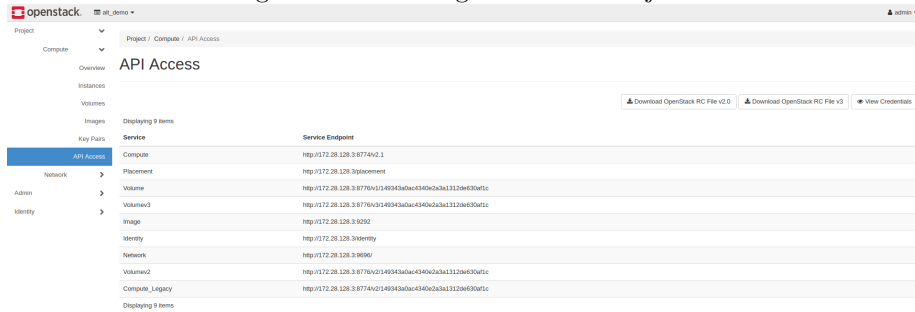 openstack. alt_demo admin
Project
Project / Compute / API Access
Compute
API Access
Overview
Instances
Volumes
Download OpenStack RC File v2.0 Download OpenStack RC File v3 View Credentials
Images
Displaying 9 items
Key Pairs
Service Service Endpoint
API Access
Compute http://172.28.128.3:8774/v2.1
Network
Placement http://172.28.128.3/placement
Admin
Volume http://172.28.128.3:8776/v1/149343a0ac4340e2a3a1312de630af1c
Volumev3 http://172.28.128.3:8776/v3/149343a0ac4340e2a3a1312de630af1c
Identity
Image http://172.28.128.3:9292
Identity http://172.28.128.3/identity
Network http://172.28.128.3:9696/
Volumev2 http://172.28.128.3:8776/v2/149343a0ac4340e2a3a1312de630af1c
Compute_Legacy http://172.28.128.3:8774/v2/149343a0ac4340e2a3a1312de630af1c
Displaying 9 items